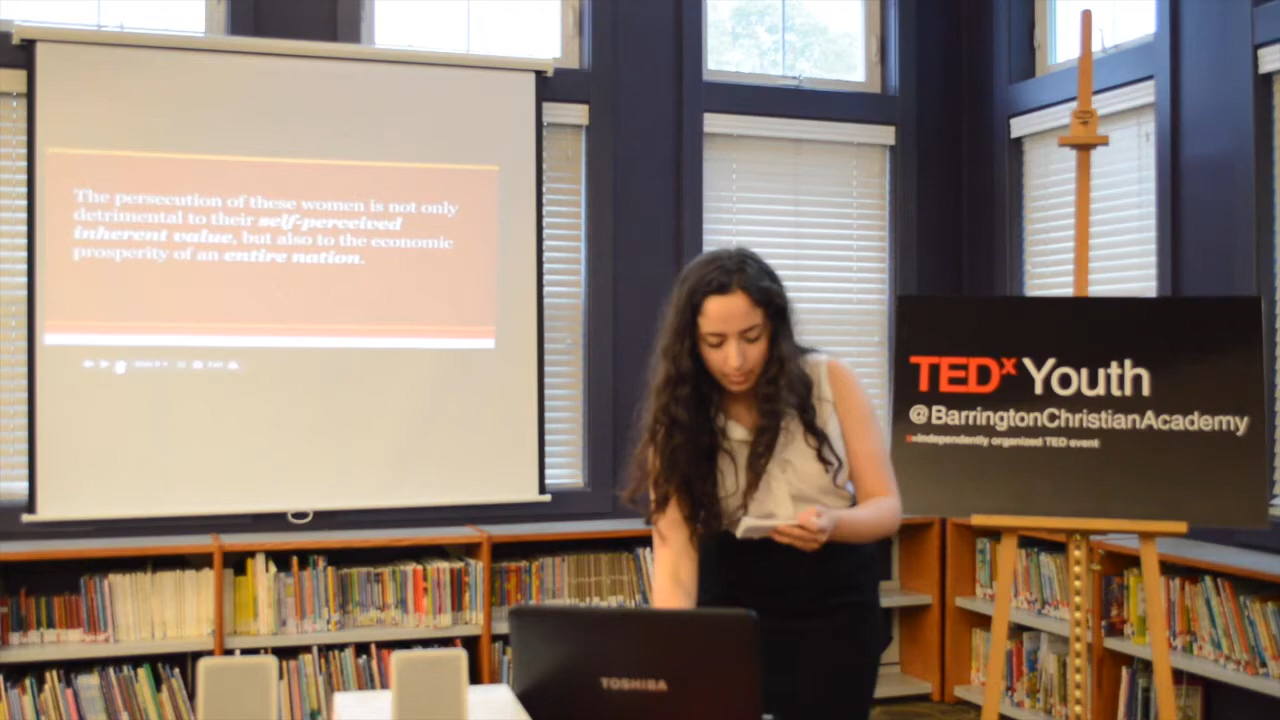 The persecution of these women is not only
detrimental to their self-perceived
inherent value, but also to the economic
prosperity of an entire nation.
TEDx Youth
@BarringtonChristianAcademy
x=independently organized TED event
TOSHIBA